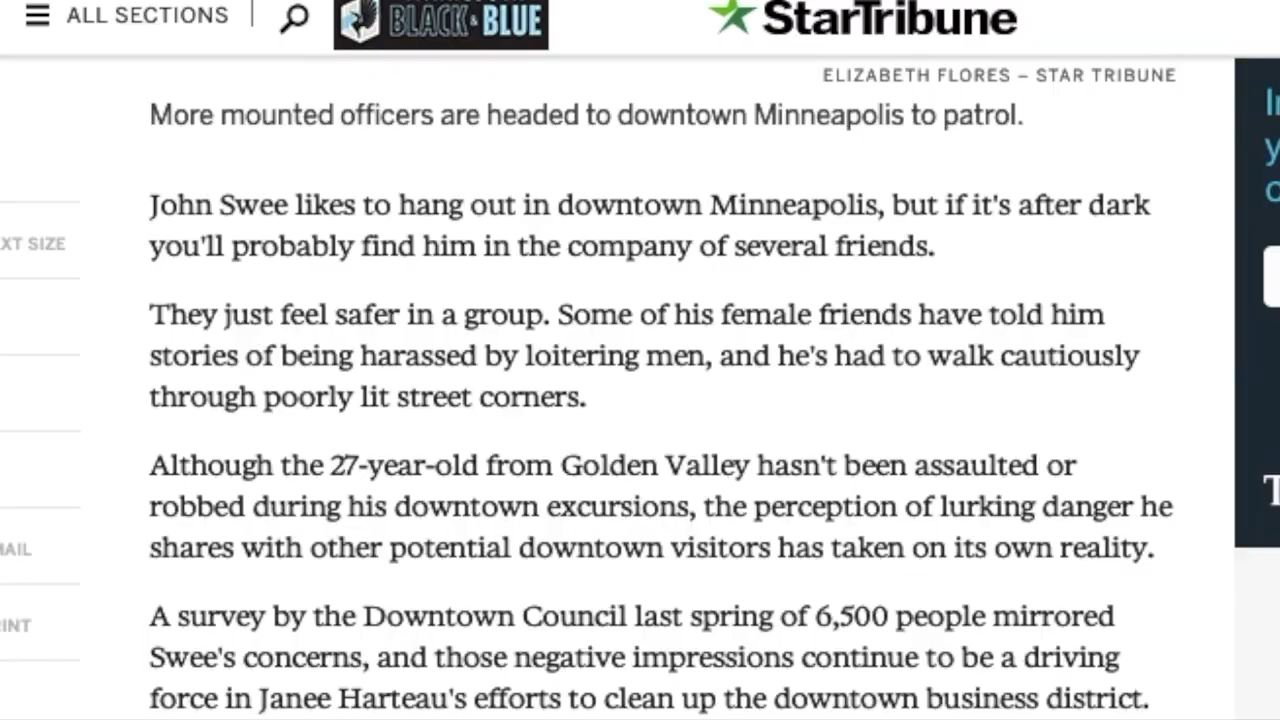 ALL SECTIONS
BLACK & BLUE
StarTribune
ELIZABETH FLORES – STAR TRIBUNE
More mounted officers are headed to downtown Minneapolis to patrol.
John Swee likes to hang out in downtown Minneapolis, but if it's after dark
you'll probably find him in the company of several friends.
They just feel safer in a group. Some of his female friends have told him
stories of being harassed by loitering men, and he's had to walk cautiously
through poorly lit street corners.
Although the 27-year-old from Golden Valley hasn't been assaulted or
robbed during his downtown excursions, the perception of lurking danger he
shares with other potential downtown visitors has taken on its own reality.
A survey by the Downtown Council last spring of 6,500 people mirrored
Swee's concerns, and those negative impressions continue to be a driving
force in Janee Harteau's efforts to clean up the downtown business district.
XT SIZE
MAIL
RINT